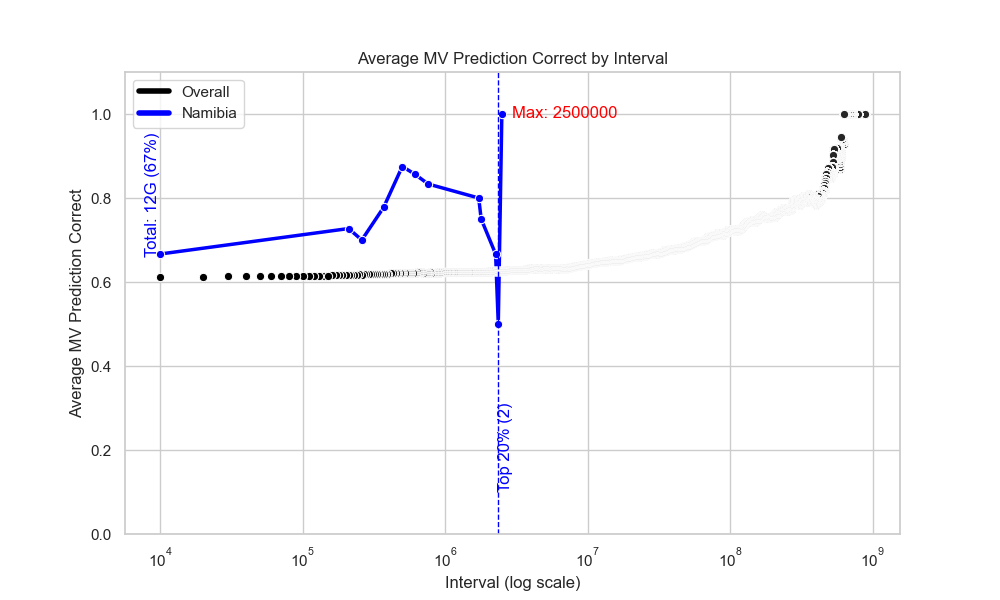 Average MV Prediction Correct by Interval
Overall
Namibia
Max: 2500000
Total: 12G (67%)
Top 20% (2)
Average MV Prediction Correct
1.0
0.8
0.6
0.4
0.2
0.0
10^4
10^5
10^6
10^7
10^8
10^9
Interval (log scale)